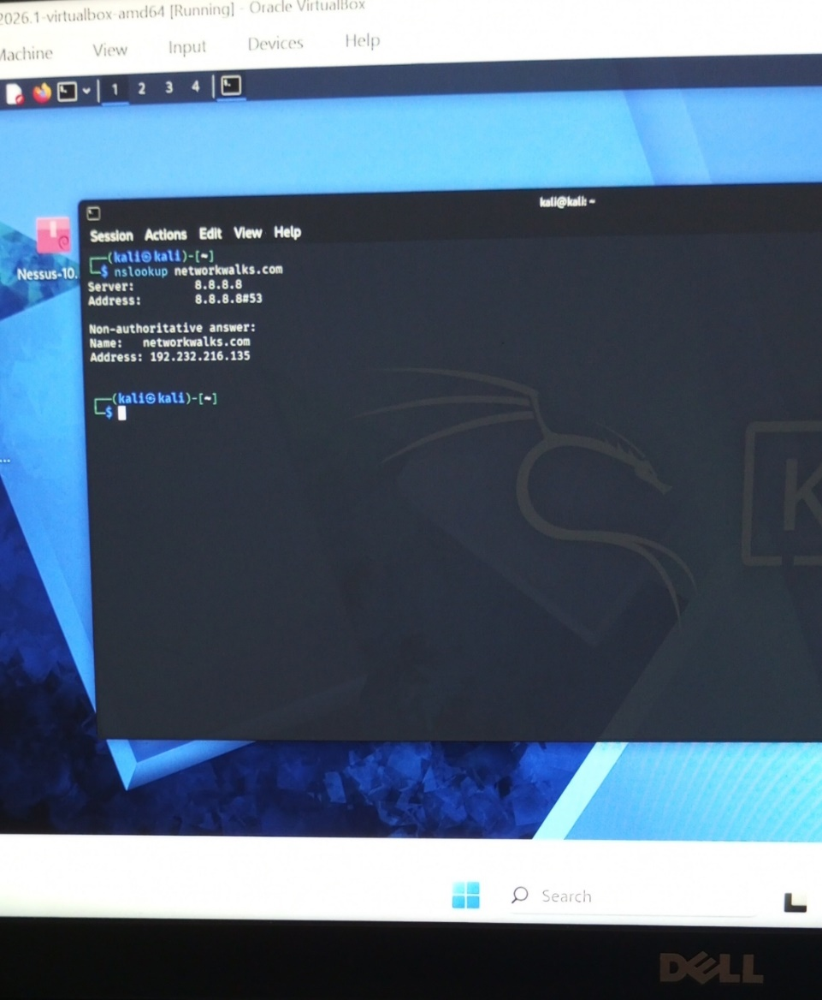 2026.1-virtualbox-amd64 [Running] - Oracle VirtualBox
Machine View Input Devices Help
1 2 3 4
kali@kali: ~
Session Actions Edit View Help
Nessus-10.
┌──(kali㉿kali)-[~]
└─$ nslookup networkwalks.com
Server: 8.8.8.8
Address: 8.8.8.8#53
Non-authoritative answer:
Name: networkwalks.com
Address: 192.232.216.135
┌──(kali㉿kali)-[~]
└─$
...
K
Search
DELL